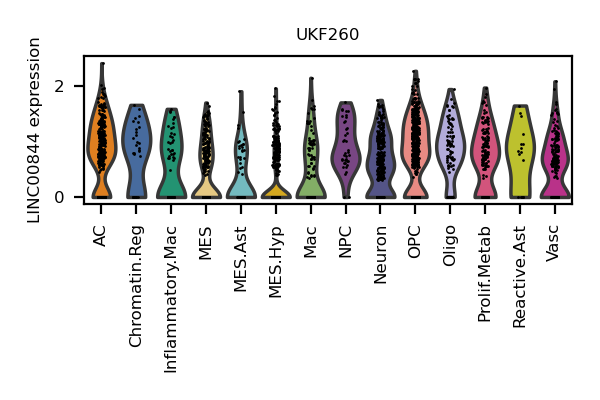 UKF260
LINC00844 expression
2
0
AC
Chromatin.Reg
Inflammatory.Mac
MES
MES.Ast
MES.Hyp
Mac
NPC
Neuron
OPC
Oligo
Prolif.Metab
Reactive.Ast
Vasc